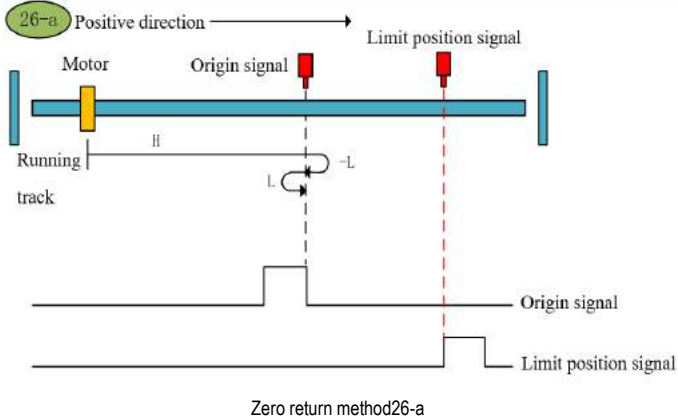 26-a Positive direction
Limit position signal
Motor
Origin signal
H
Running
-L
L
track
Origin signal
Limit position signal
Zero return method26-a